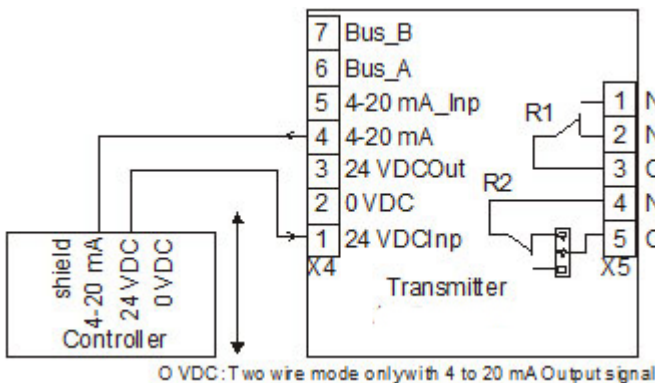 7 Bus_B
6 Bus_A
5 4-20 mA_Inp
4 4-20 mA
3 24 VDCOut
2 0 VDC
1 24 VDCInp
X4
R1
R2
1 N
2 N
3
4 N
5
X5
Transmitter
shield
4-20 mA
24 VDC
0 VDC
Controller
O VDC: Two wire mode onlywith 4 to 20 mA Output signal